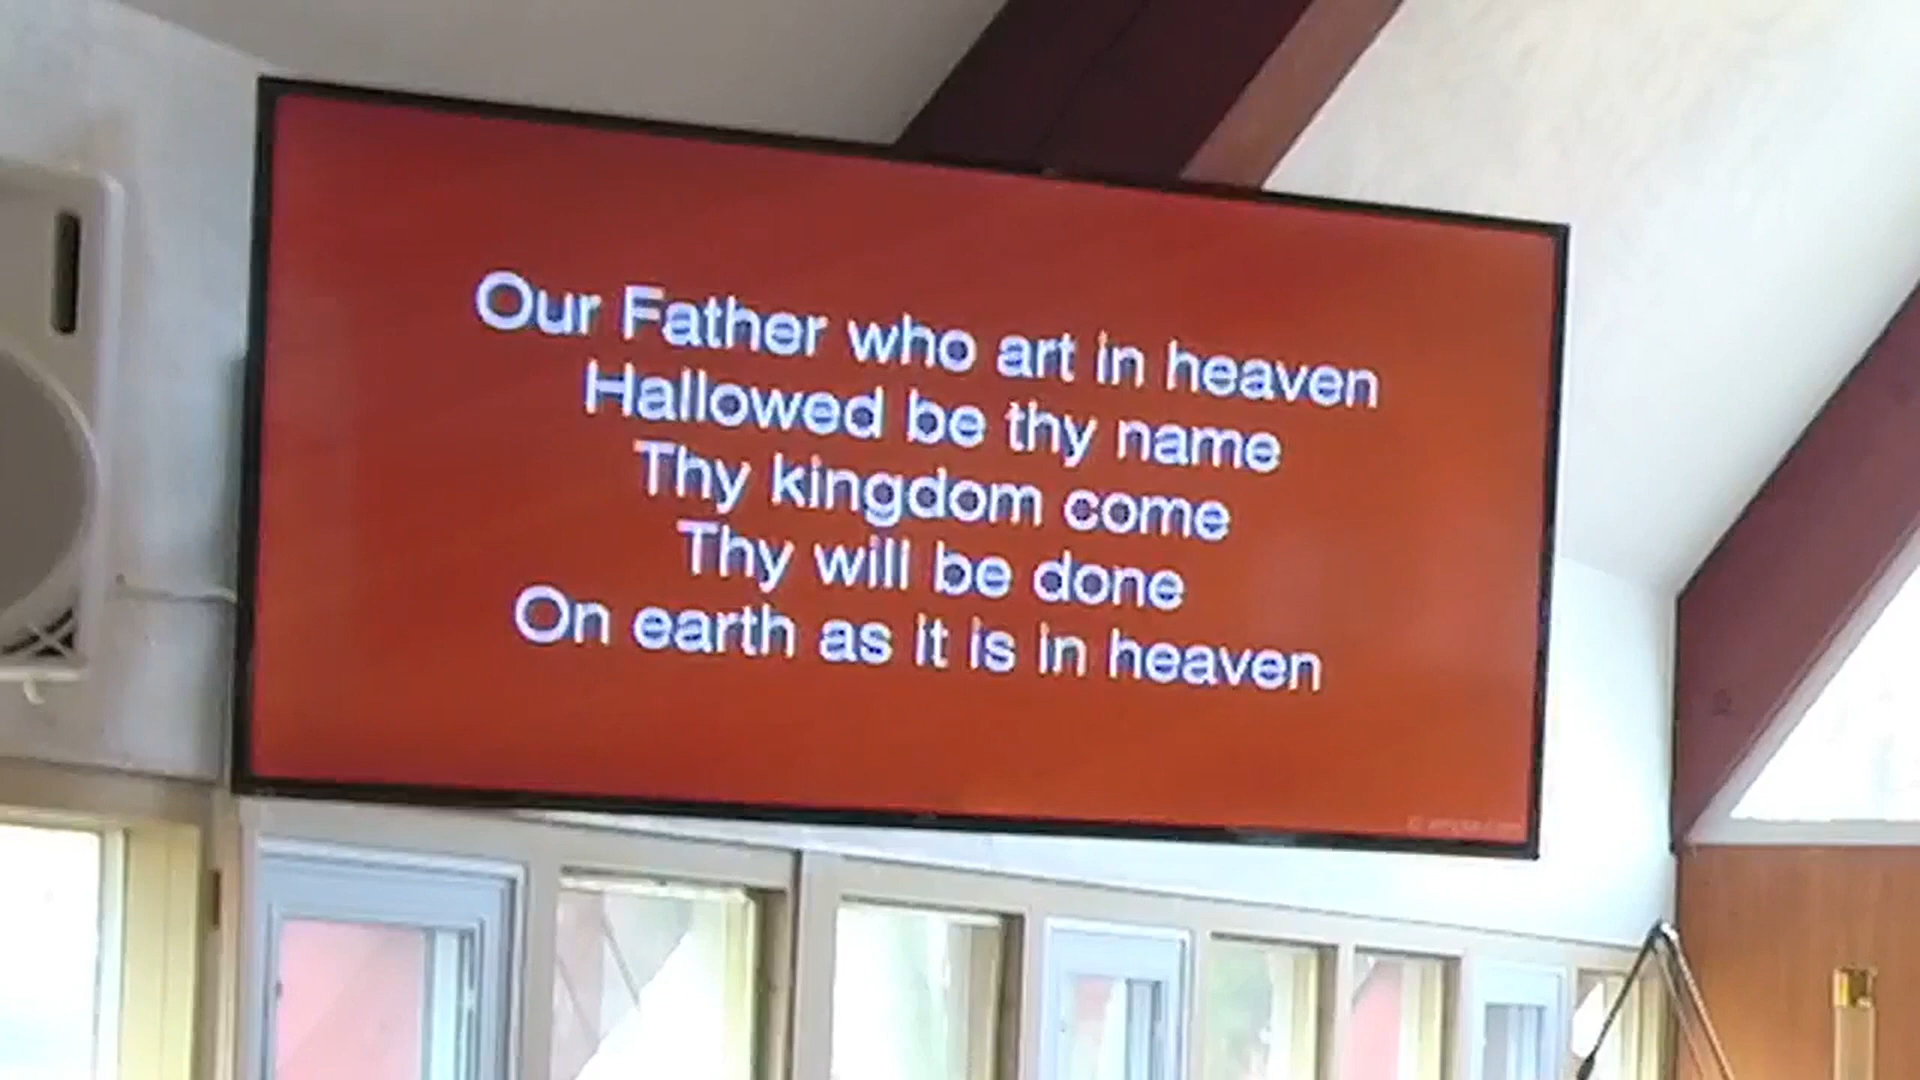 Our Father who art in heaven
Hallowed be thy name
Thy kingdom come
Thy will be done
On earth as it is in heaven